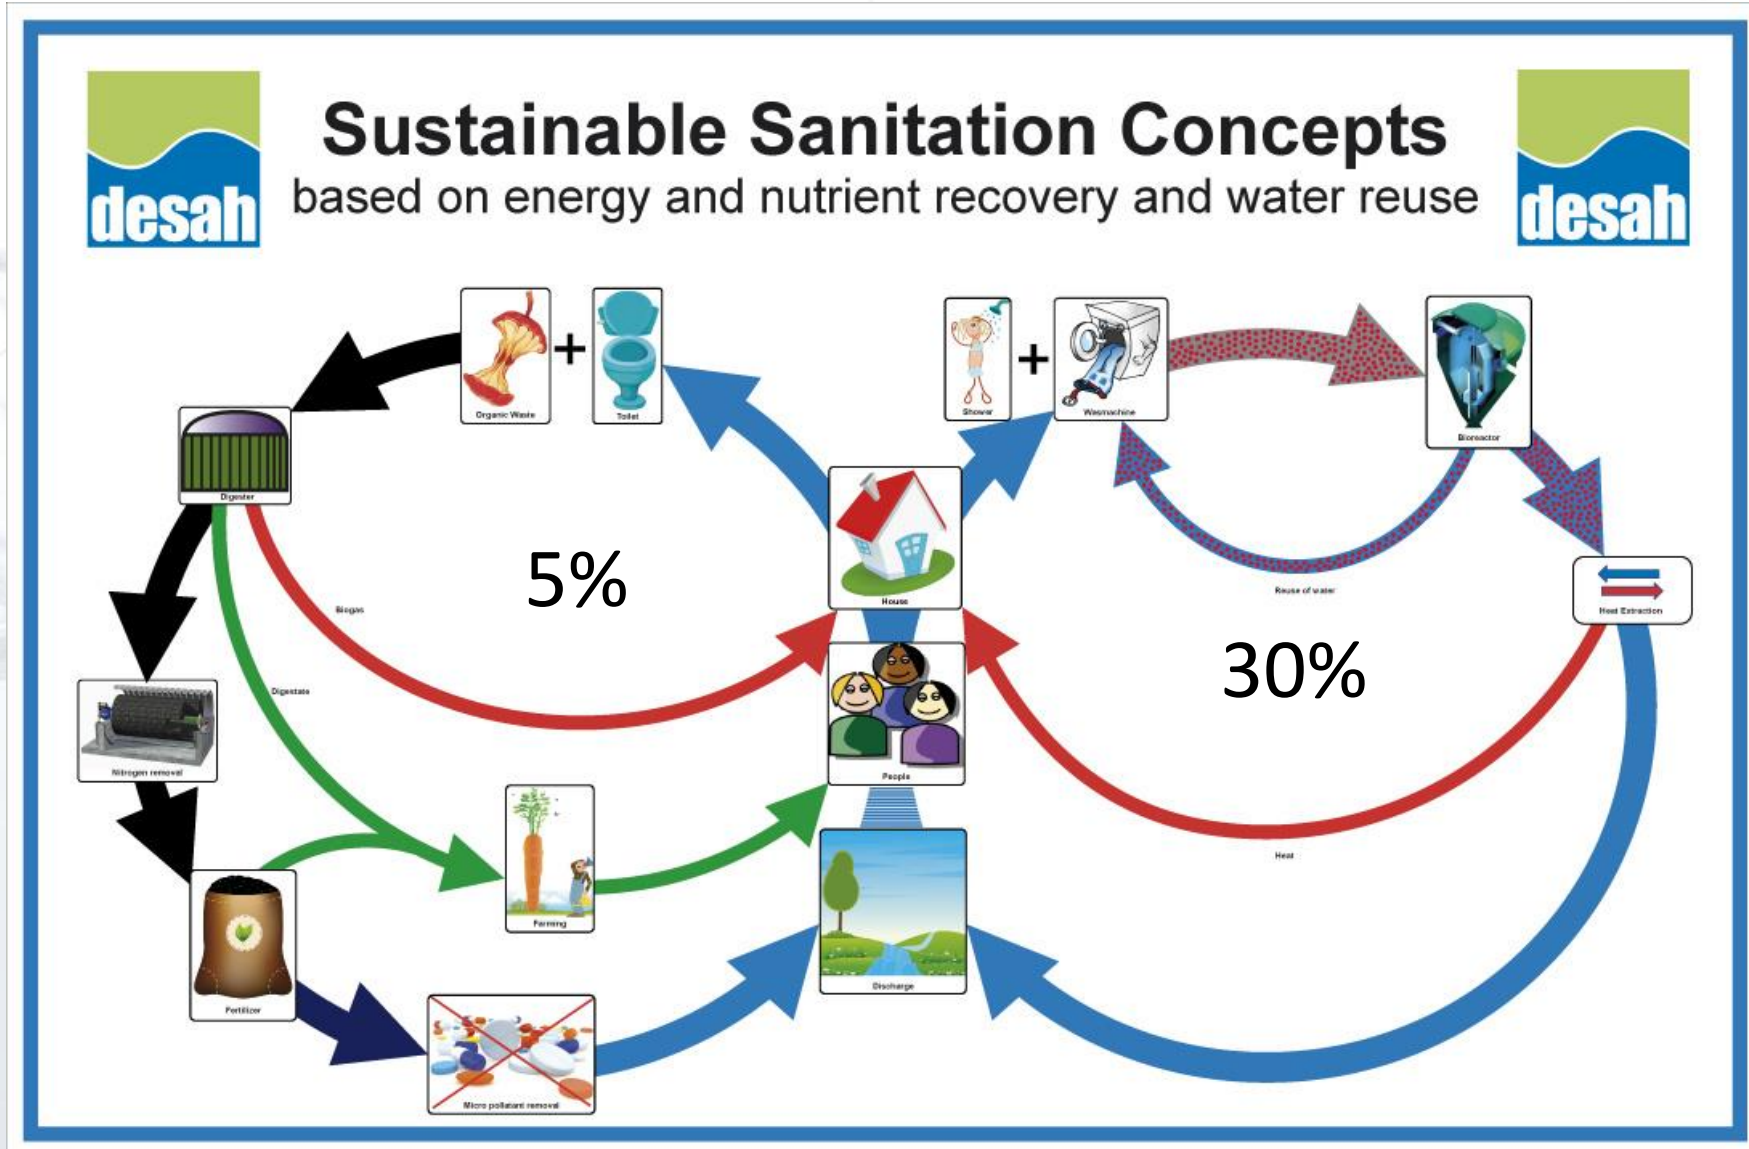 desah
Sustainable Sanitation Concepts
based on energy and nutrient recovery and water reuse
desah
Organic Waste
+
Toilet
Shower
+
Wasmachine
Bioreactor
Digester
House
5%
Biogas
Reuse of water
Heat Extraction
30%
Digestate
Nitrogen removal
People
Heat
Farming
Discharge
Fertilizer
Micro pollatant removal